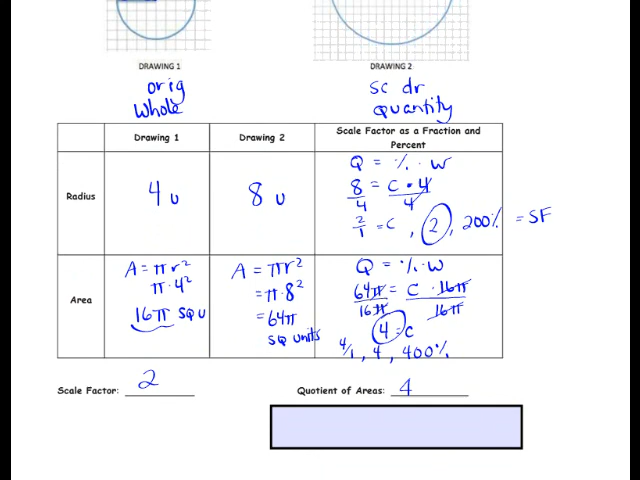 DRAWING 1
DRAWING 2
orig
Whole
sc dr
quantity
Drawing 1
Drawing 2
Scale Factor as a Fraction and
Percent
Radius
4 u
8 u
Q = % · W
8/4 = C · 4/4
2/1 = C, 2, 200% = SF
Area
A = πr²
π · 4²
16π SQ U
A = πr²
= π · 8²
= 64π
SQ units
Q = % · W
64π/16π = C · 16π/16π
4 = C
4/1, 4, 400%
Scale Factor: 2
Quotient of Areas: 4